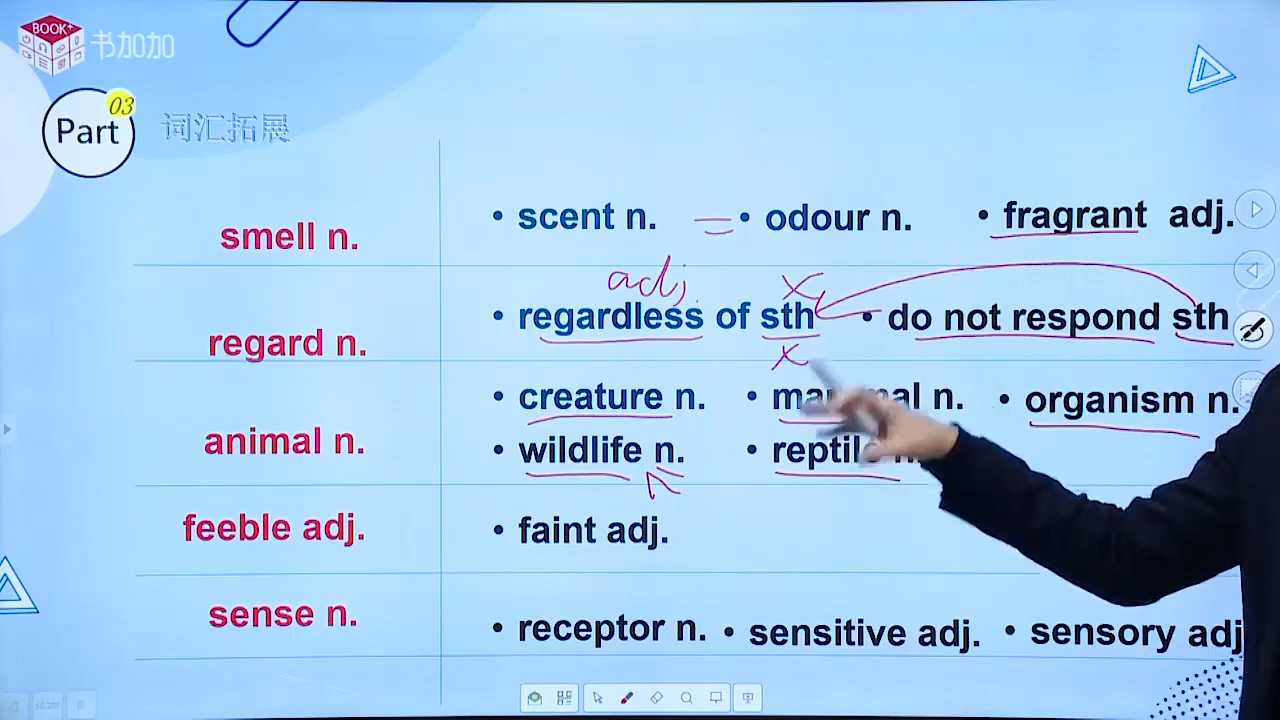 BOOK+
书加加
Part 03
词汇拓展
smell n.
• scent n. = • odour n. • fragrant adj.
adj. x
regard n.
• regardless of sth • do not respond sth
x
animal n.
• creature n. • n. • organism n.
• wildlife n. • reptile n.
feeble adj.
• faint adj.
sense n.
• receptor n. • sensitive adj. • sensory adj